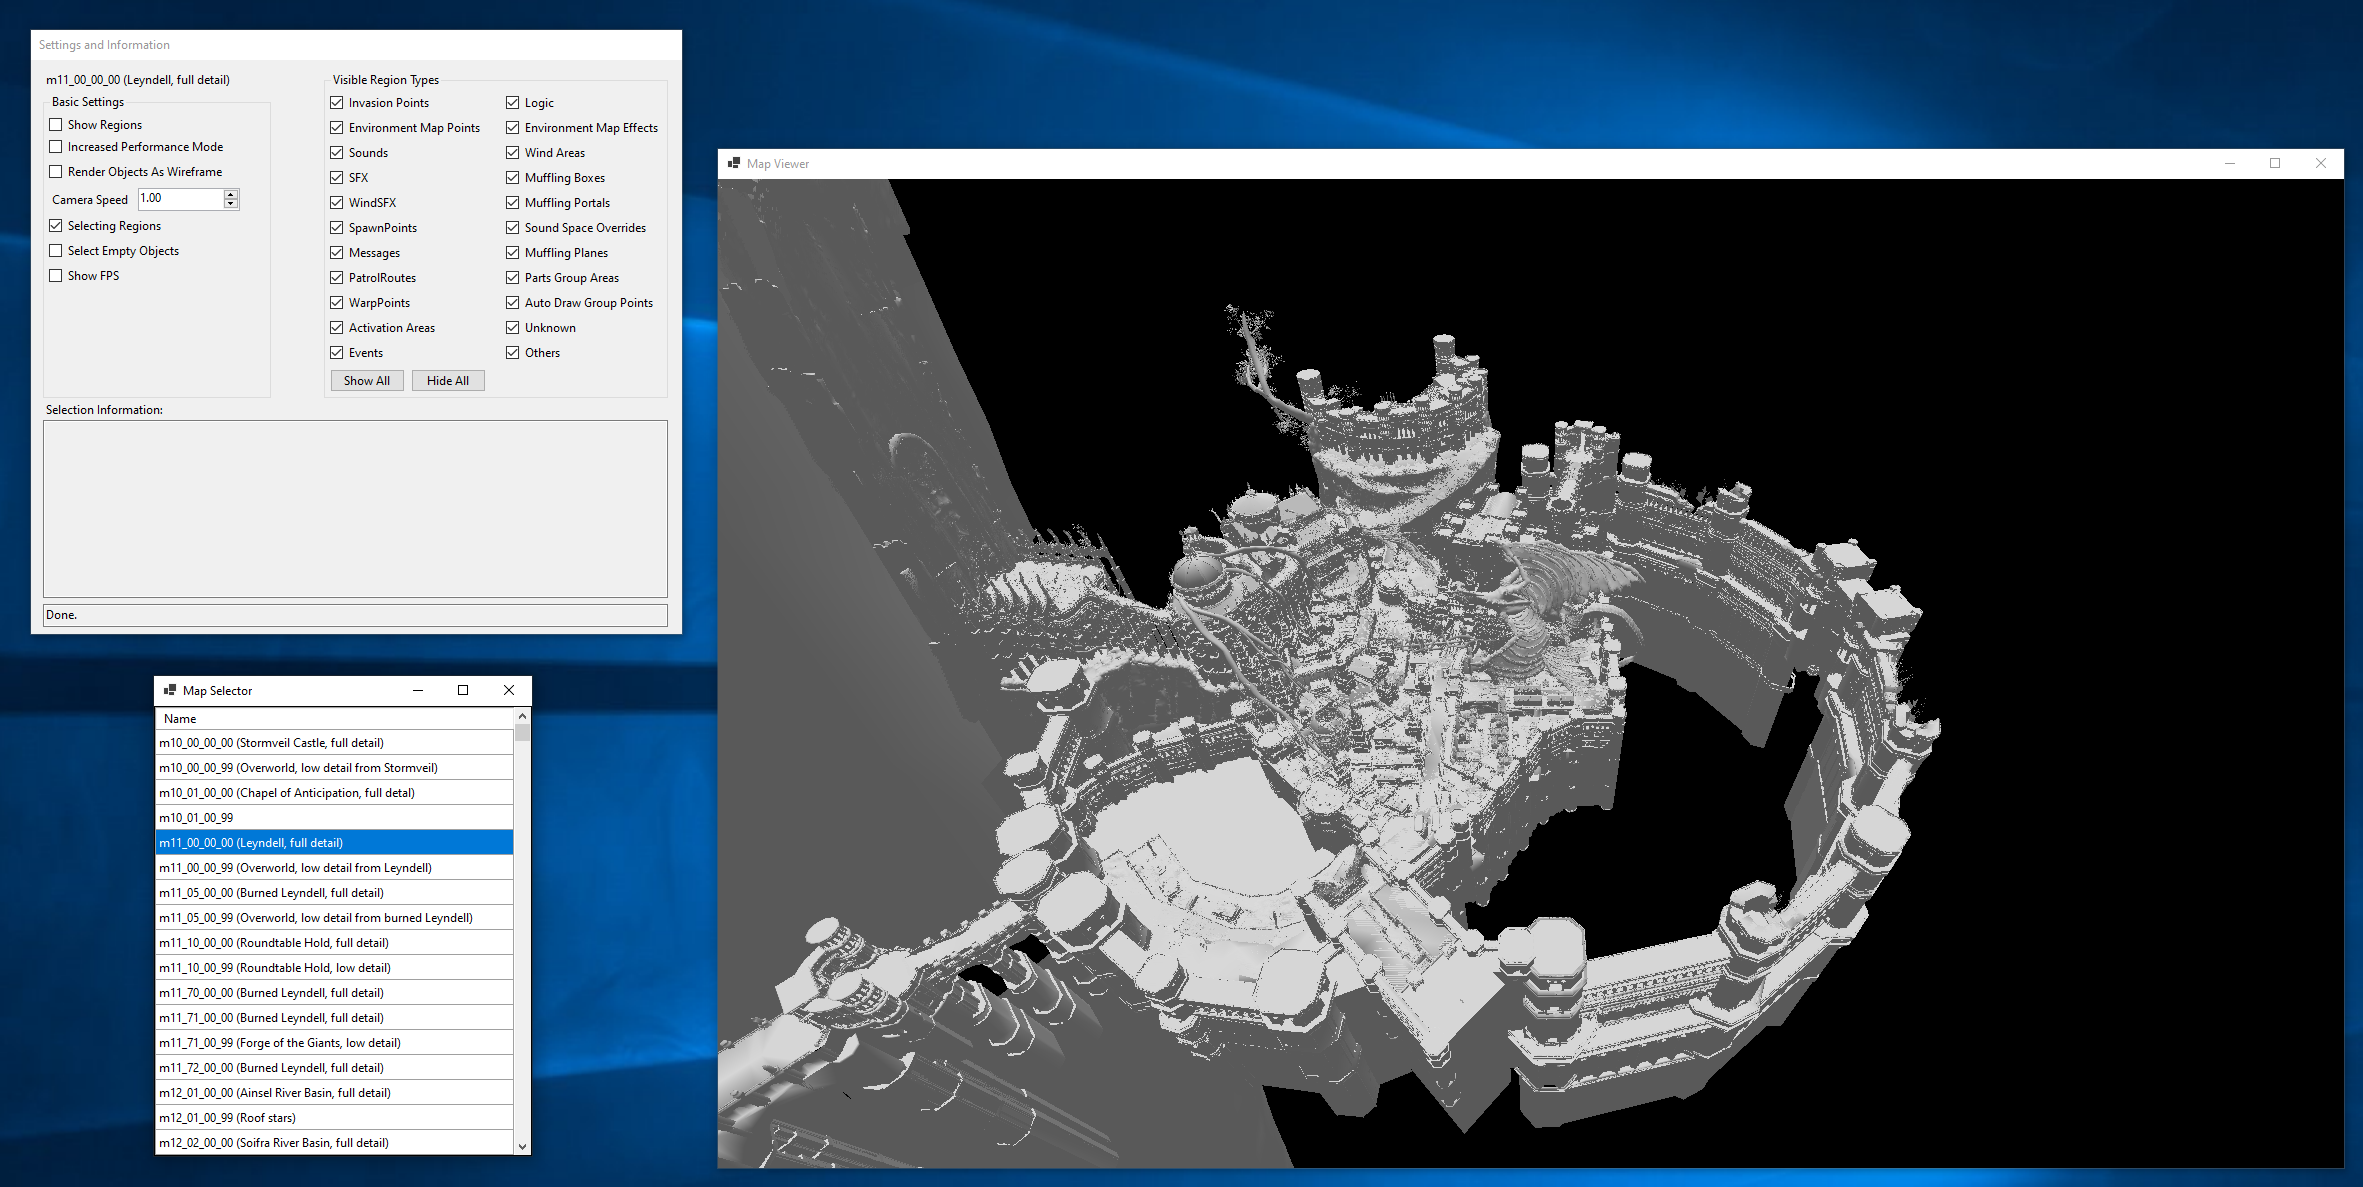 Settings and Information
m11_00_00_00 (Leyndell, full detail)
Basic Settings
Show Regions
Increased Performance Mode
Render Objects As Wireframe
Camera Speed 1.00
Selecting Regions
Select Empty Objects
Show FPS
Visible Region Types
Invasion Points
Logic
Environment Map Points
Environment Map Effects
Sounds
Wind Areas
SFX
Muffling Boxes
WindSFX
Muffling Portals
SpawnPoints
Sound Space Overrides
Messages
Muffling Planes
PatrolRoutes
Parts Group Areas
WarpPoints
Auto Draw Group Points
Activation Areas
Unknown
Events
Others
Show All
Hide All
Selection Information:
Done.
Map Selector
Name
m10_00_00_00 (Stormveil Castle, full detail)
m10_00_00_99 (Overworld, low detail from Stormveil)
m10_01_00_00 (Chapel of Anticipation, full detal)
m10_01_00_99
m11_00_00_00 (Leyndell, full detail)
m11_00_00_99 (Overworld, low detail from Leyndell)
m11_05_00_00 (Burned Leyndell, full detail)
m11_05_00_99 (Overworld, low detail from burned Leyndell)
m11_10_00_00 (Roundtable Hold, full detail)
m11_10_00_99 (Roundtable Hold, low detail)
m11_70_00_00 (Burned Leyndell, full detail)
m11_71_00_00 (Burned Leyndell, full detail)
m11_71_00_99 (Forge of the Giants, low detail)
m11_72_00_00 (Burned Leyndell, full detail)
m12_01_00_00 (Ainsel River Basin, full detail)
m12_01_00_99 (Roof stars)
m12_02_00_00 (Soifra River Basin, full detail)
Map Viewer